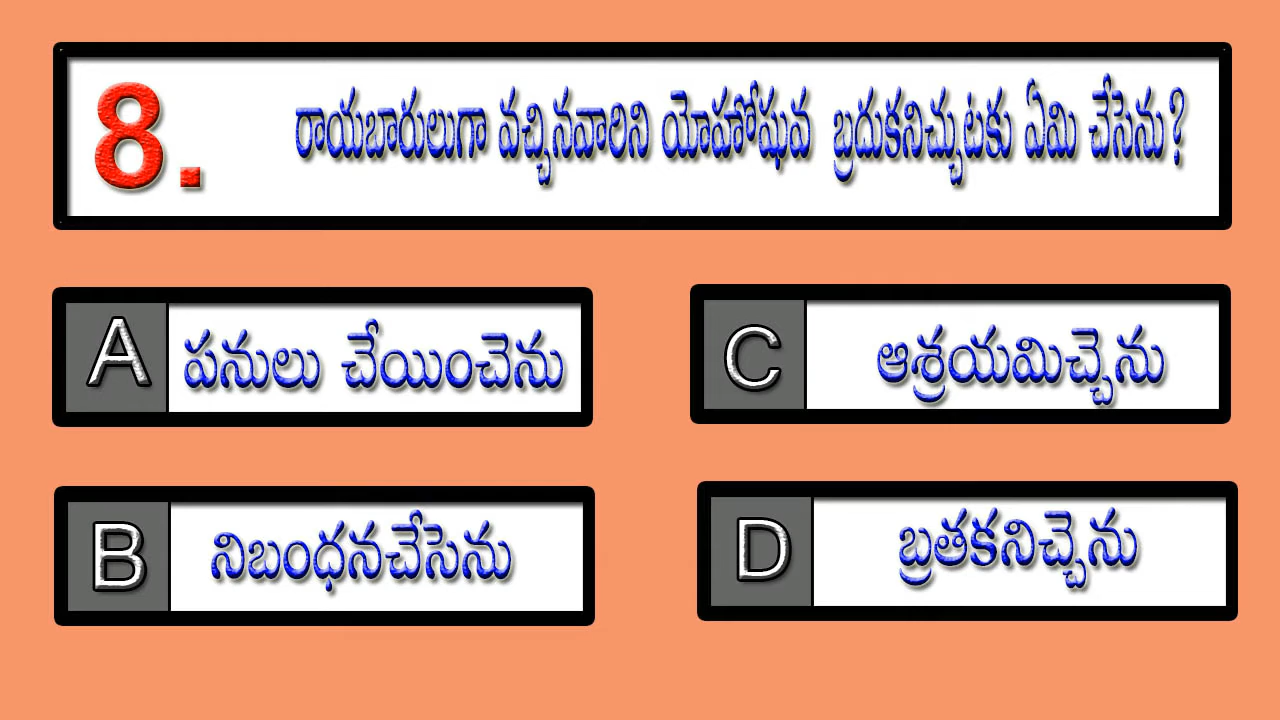 8. రాయబారులుగా వచ్చినవారిని యోహోషువ బ్రదుకనిచ్చుటకు ఏమి చేసెను?
A పనులు చేయించెను
C ఆశ్రయమిచ్చెను
B నిబంధనచేసెను
D బ్రతకనిచ్చెను